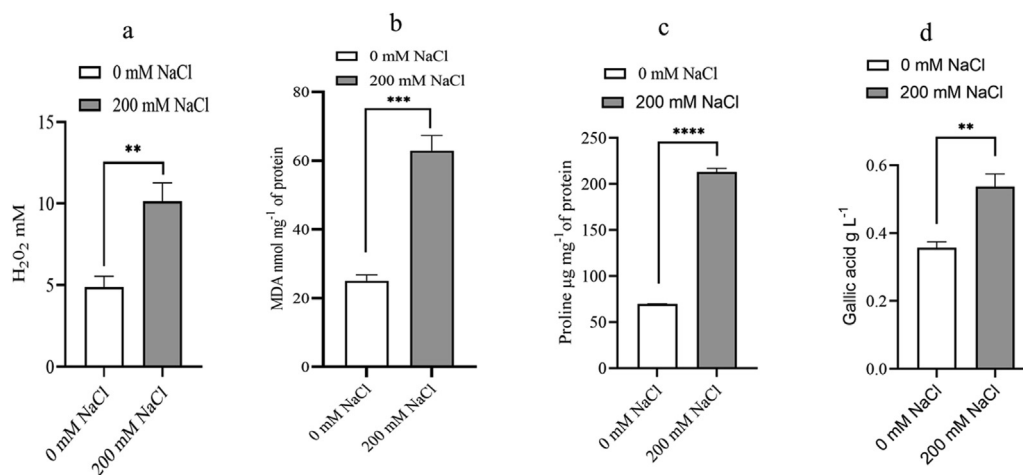 a
0 mM NaCl
200 mM NaCl
**
15
10
5
0
H₂0₂ mM
0 mM NaCl
200 mM NaCl
b
0 mM NaCl
200 mM NaCl
***
80
60
40
20
0
MDA nmol mg⁻¹ of protein
0 mM NaCl
200 mM NaCl
c
0 mM NaCl
200 mM NaCl
****
250
200
150
100
50
0
Proline µg mg⁻¹ of protein
0 mM NaCl
200 mM NaCl
d
0 mM NaCl
200 mM NaCl
**
0.6
0.4
0.2
0.0
Gallic acid g L⁻¹
0 mM NaCl
200 mM NaCl